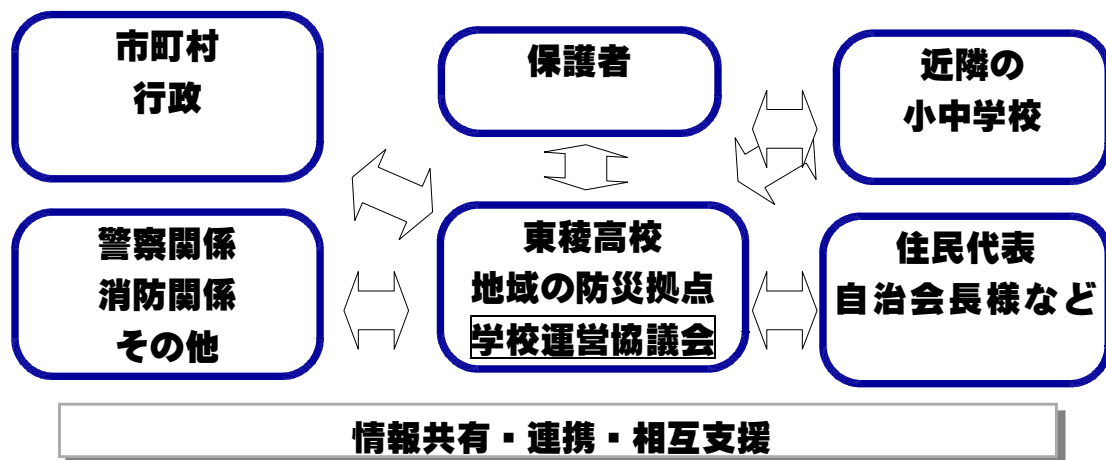 市町村
行政
保護者
近隣の
小中学校
警察関係
消防関係
その他
東稜高校
地域の防災拠点
学校運営協議会
住民代表
自治会長様など
情報共有・連携・相互支援